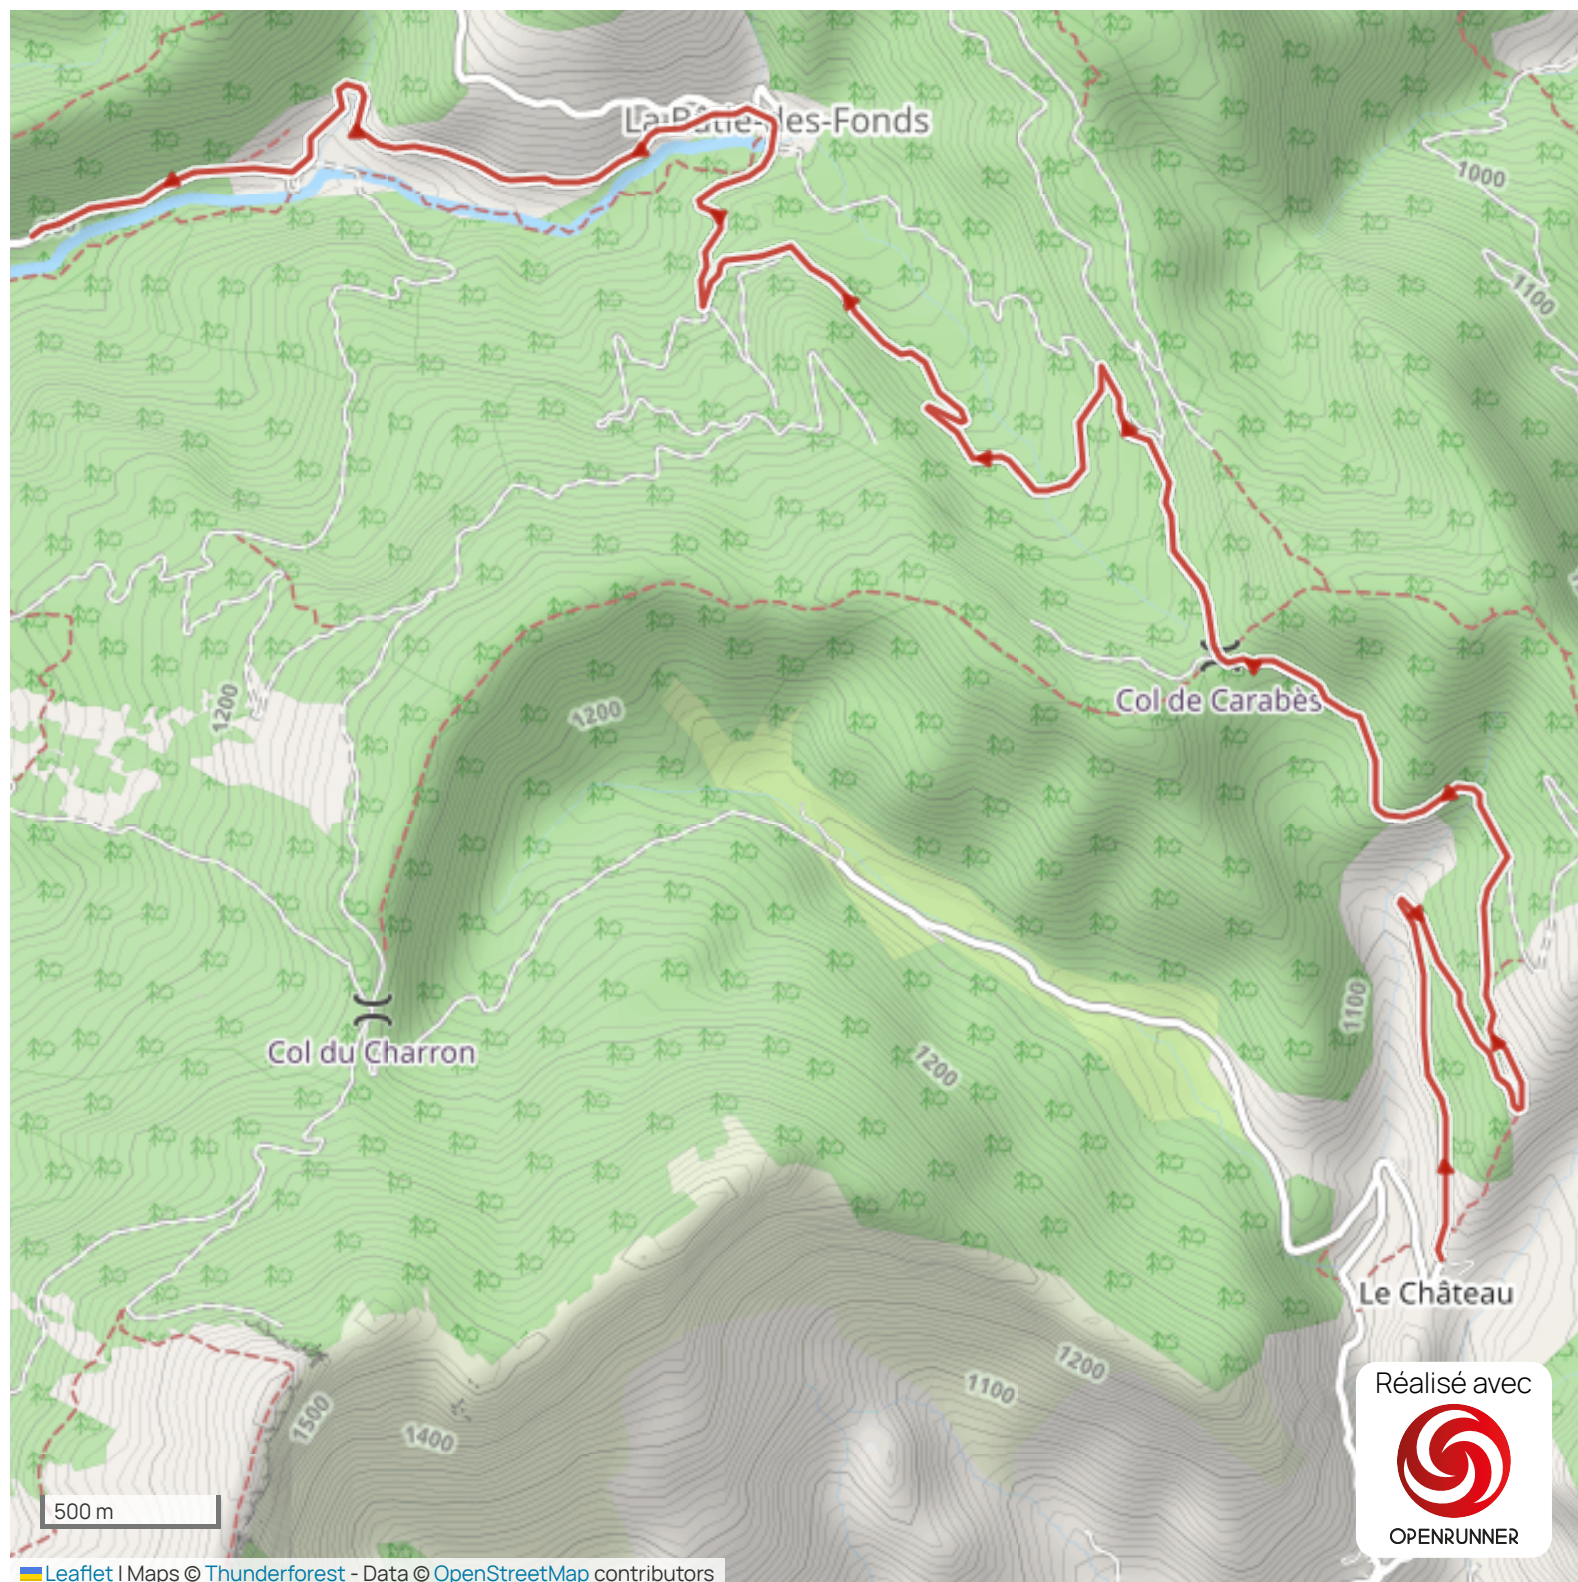 La Bâtie-des-Fonds
1000
1100
Col de Carabès
1200
1200
1100
Col du Charron
1200
Le Château
1200
1100
1500
1400
Réalisé avec
OPENRUNNER
500 m
Leaflet | Maps © Thunderforest - Data © OpenStreetMap contributors